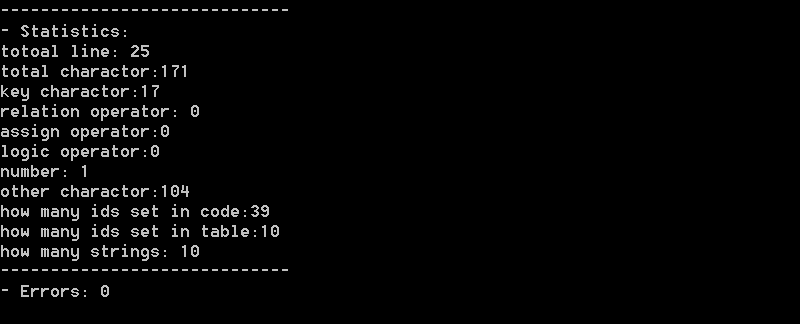 -----------------------------
- Statistics:
totoal line: 25
total charactor:171
key charactor:17
relation operator: 0
assign operator:0
logic operator:0
number: 1
other charactor:104
how many ids set in code:39
how many ids set in table:10
how many strings: 10
-----------------------------
- Errors: 0